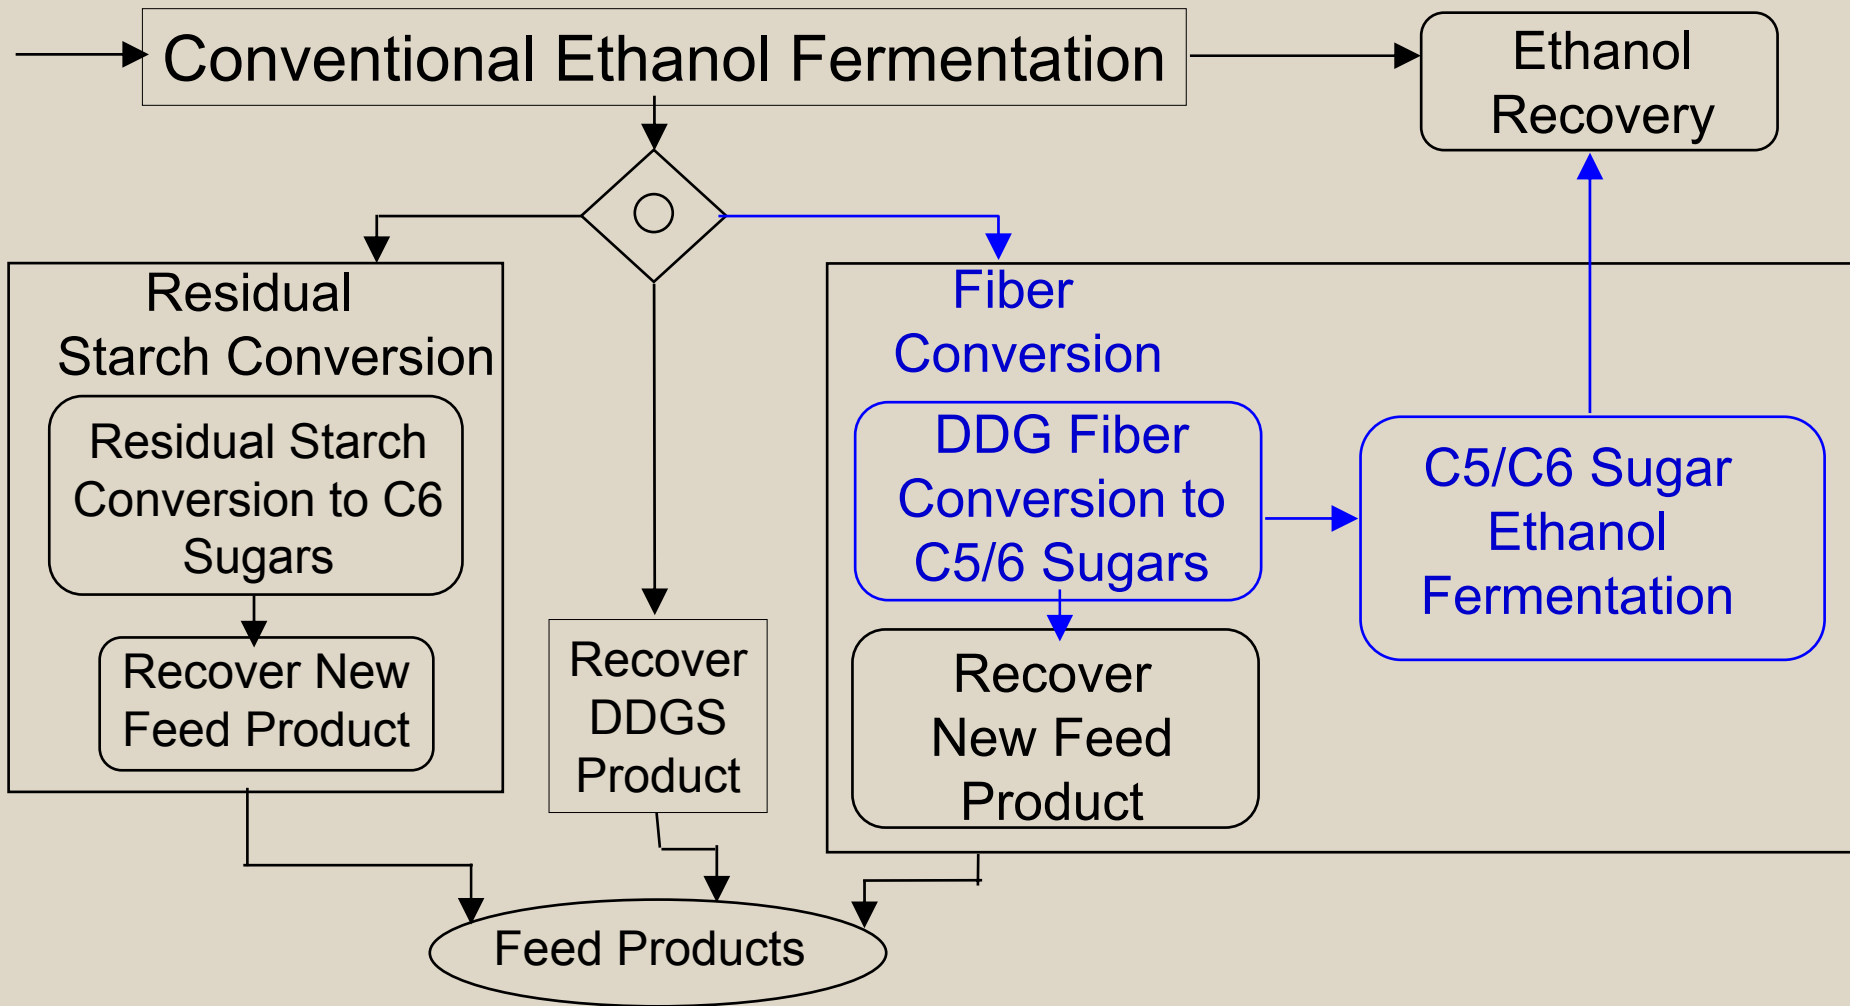 Conventional Ethanol Fermentation
Ethanol
Recovery
Residual
Starch Conversion
Residual Starch
Conversion to C6
Sugars
Recover New
Feed Product
Recover
DDGS
Product
Fiber
Conversion
DDG Fiber
Conversion to
C5/6 Sugars
Recover
New Feed
Product
C5/C6 Sugar
Ethanol
Fermentation
Feed Products